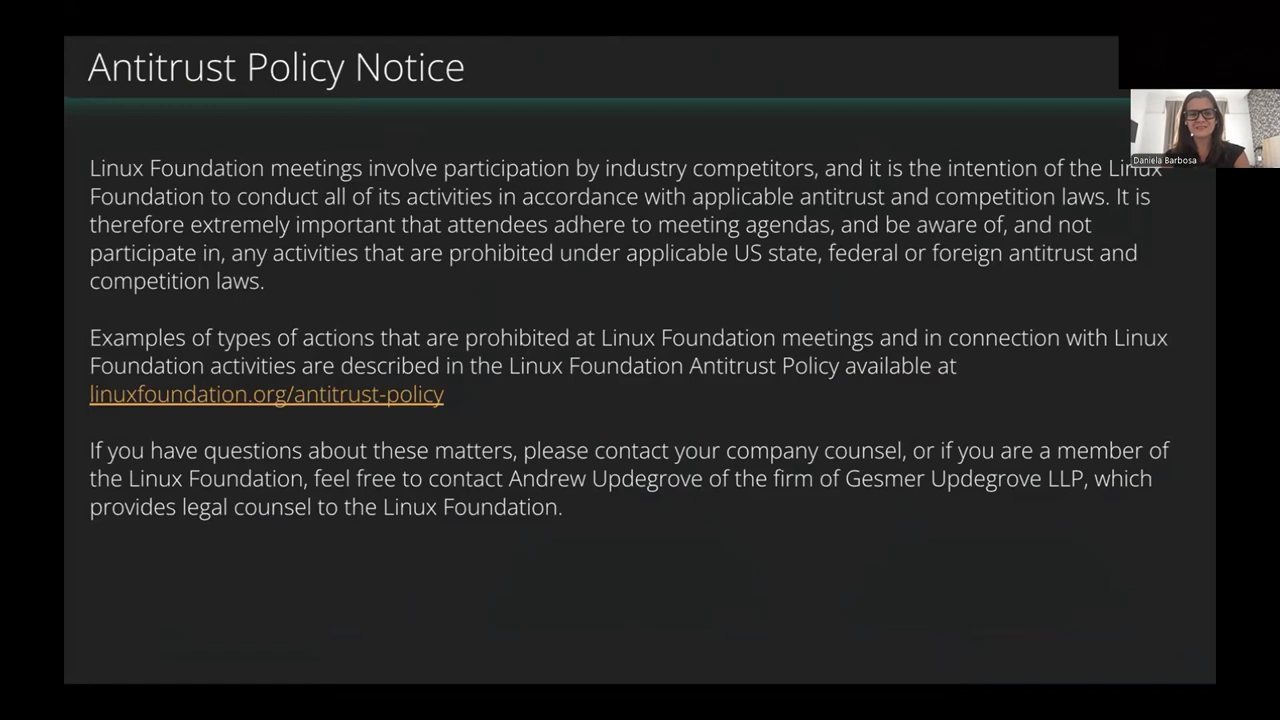 Antitrust Policy Notice
Daniela Barbosa
Linux Foundation meetings involve participation by industry competitors, and it is the intention of the Linux
Foundation to conduct all of its activities in accordance with applicable antitrust and competition laws. It is
therefore extremely important that attendees adhere to meeting agendas, and be aware of, and not
participate in, any activities that are prohibited under applicable US state, federal or foreign antitrust and
competition laws.
Examples of types of actions that are prohibited at Linux Foundation meetings and in connection with Linux
Foundation activities are described in the Linux Foundation Antitrust Policy available at
linuxfoundation.org/antitrust-policy
If you have questions about these matters, please contact your company counsel, or if you are a member of
the Linux Foundation, feel free to contact Andrew Updegrove of the firm of Gesmer Updegrove LLP, which
provides legal counsel to the Linux Foundation.